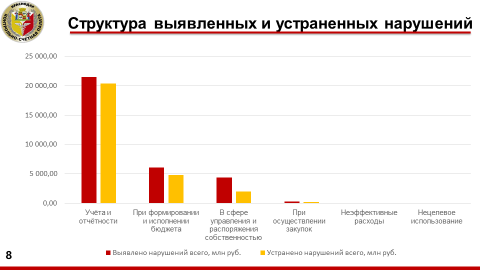 Структура выявленных и устраненных нарушений
25 000,00
20 000,00
15 000,00
10 000,00
5 000,00
0,00
Учёта и
отчётности
При формировании
и исполнении
бюджета
В сфере
управления и
распоряжения
собственностью
При
осуществлении
закупок
Неэффективные
расходы
Нецелевое
использование
Выявлено нарушений всего, млн руб.
Устранено нарушений всего, млн руб.
8